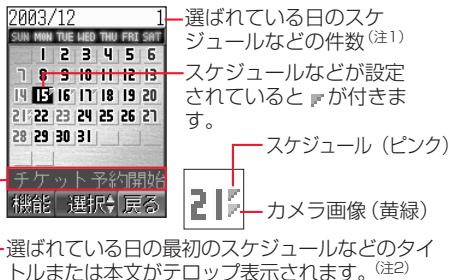 2003/12 1
SUN MON TUE WED THU FRI SAT
1 2 3 4 5 6
7 8 9 10 11 12 13
14 15 16 17 18 19 20
21 22 23 24 25 26 27
28 29 30 31
チケット予約開始
機能 選択 戻る
選ばれている日のスケ
ジュールなどの件数(注1)
スケジュールなどが設定
されていると が付きま
す。
スケジュール(ピンク)
21
カメラ画像(黄緑)
選ばれている日の最初のスケジュールなどのタイ
トルまたは本文がテロップ表示されます。(注2)